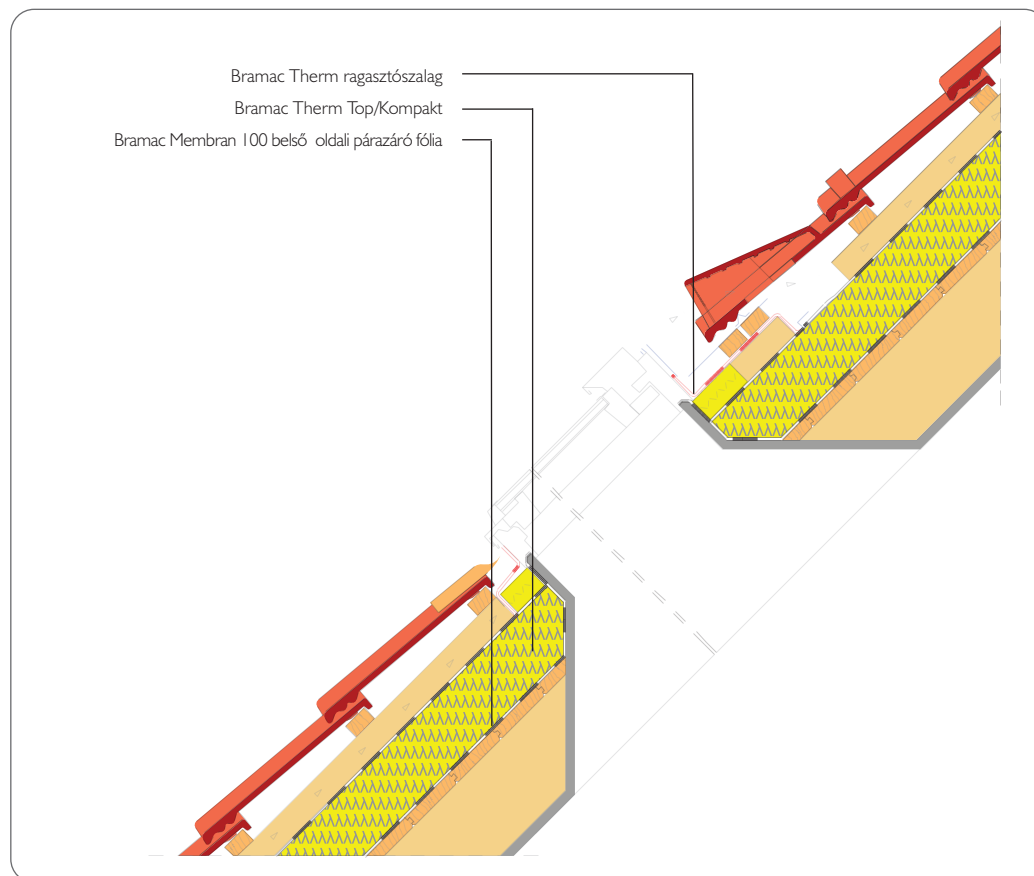 Bramac Therm ragasztószalag
Bramac Therm Top/Kompakt
Bramac Membran 100 belső oldali párazáró fólia